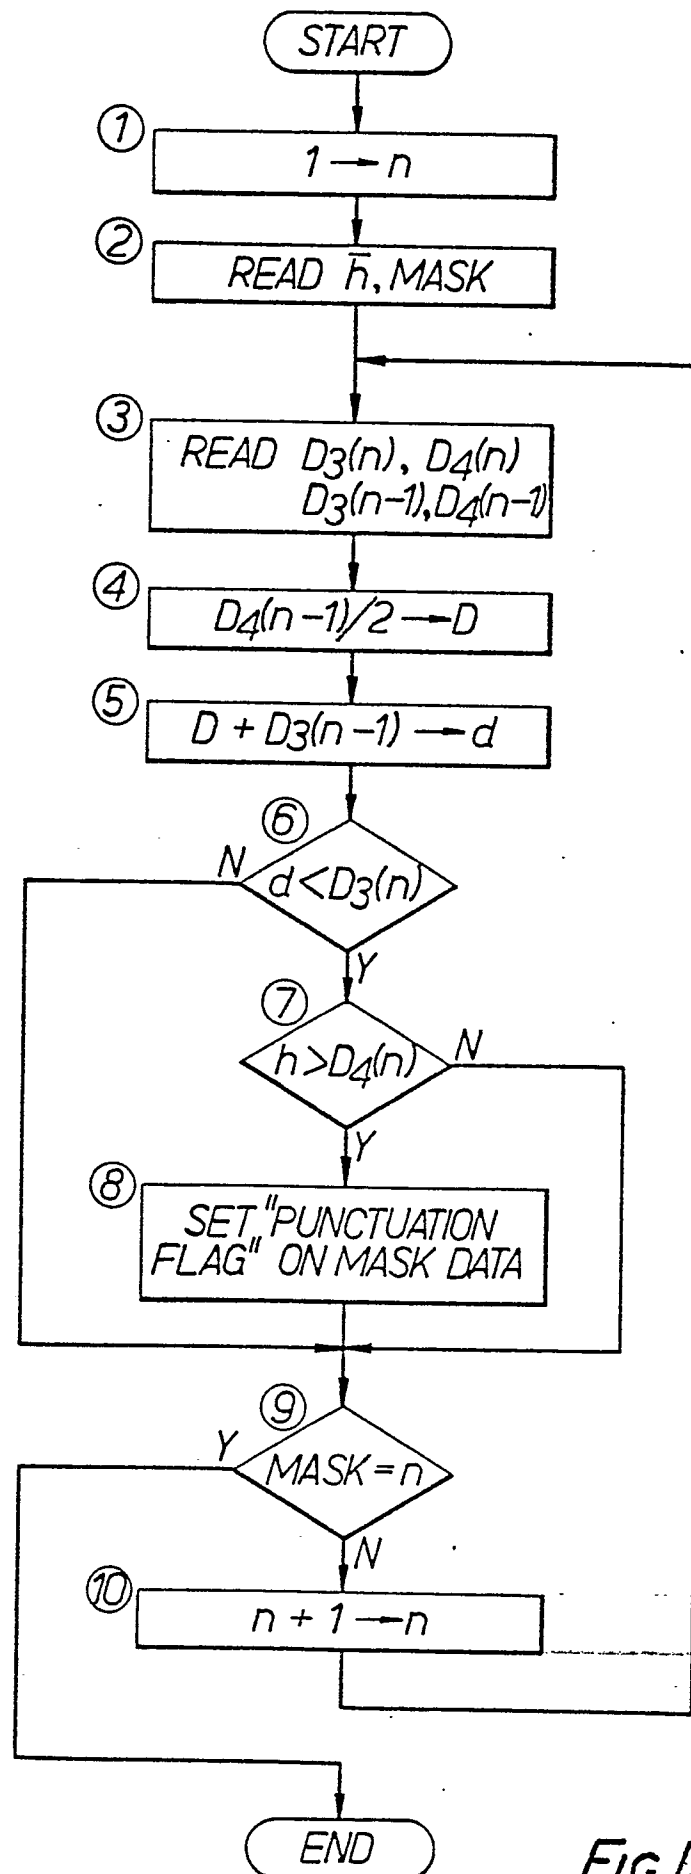 START
①
1 → n
②
READ h̅, MASK
③
READ D3(n), D4(n)
D3(n-1), D4(n-1)
④
D4(n-1)/2 → D
⑤
D + D3(n-1) → d
⑥
N
d < D3(n)
Y
⑦
h > D4(n)
N
Y
⑧
SET "PUNCTUATION
FLAG" ON MASK DATA
⑨
Y
MASK = n
N
⑩
n + 1 → n
END
FIG.